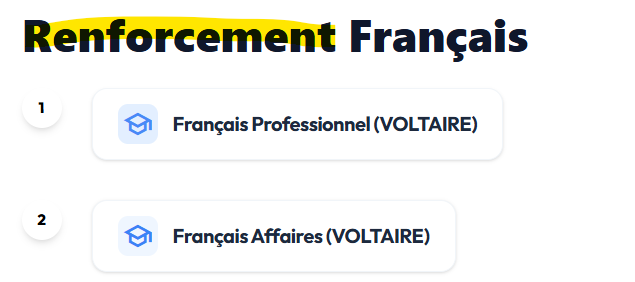 Renforcement Français
1
Français Professionnel (VOLTAIRE)
2
Français Affaires (VOLTAIRE)